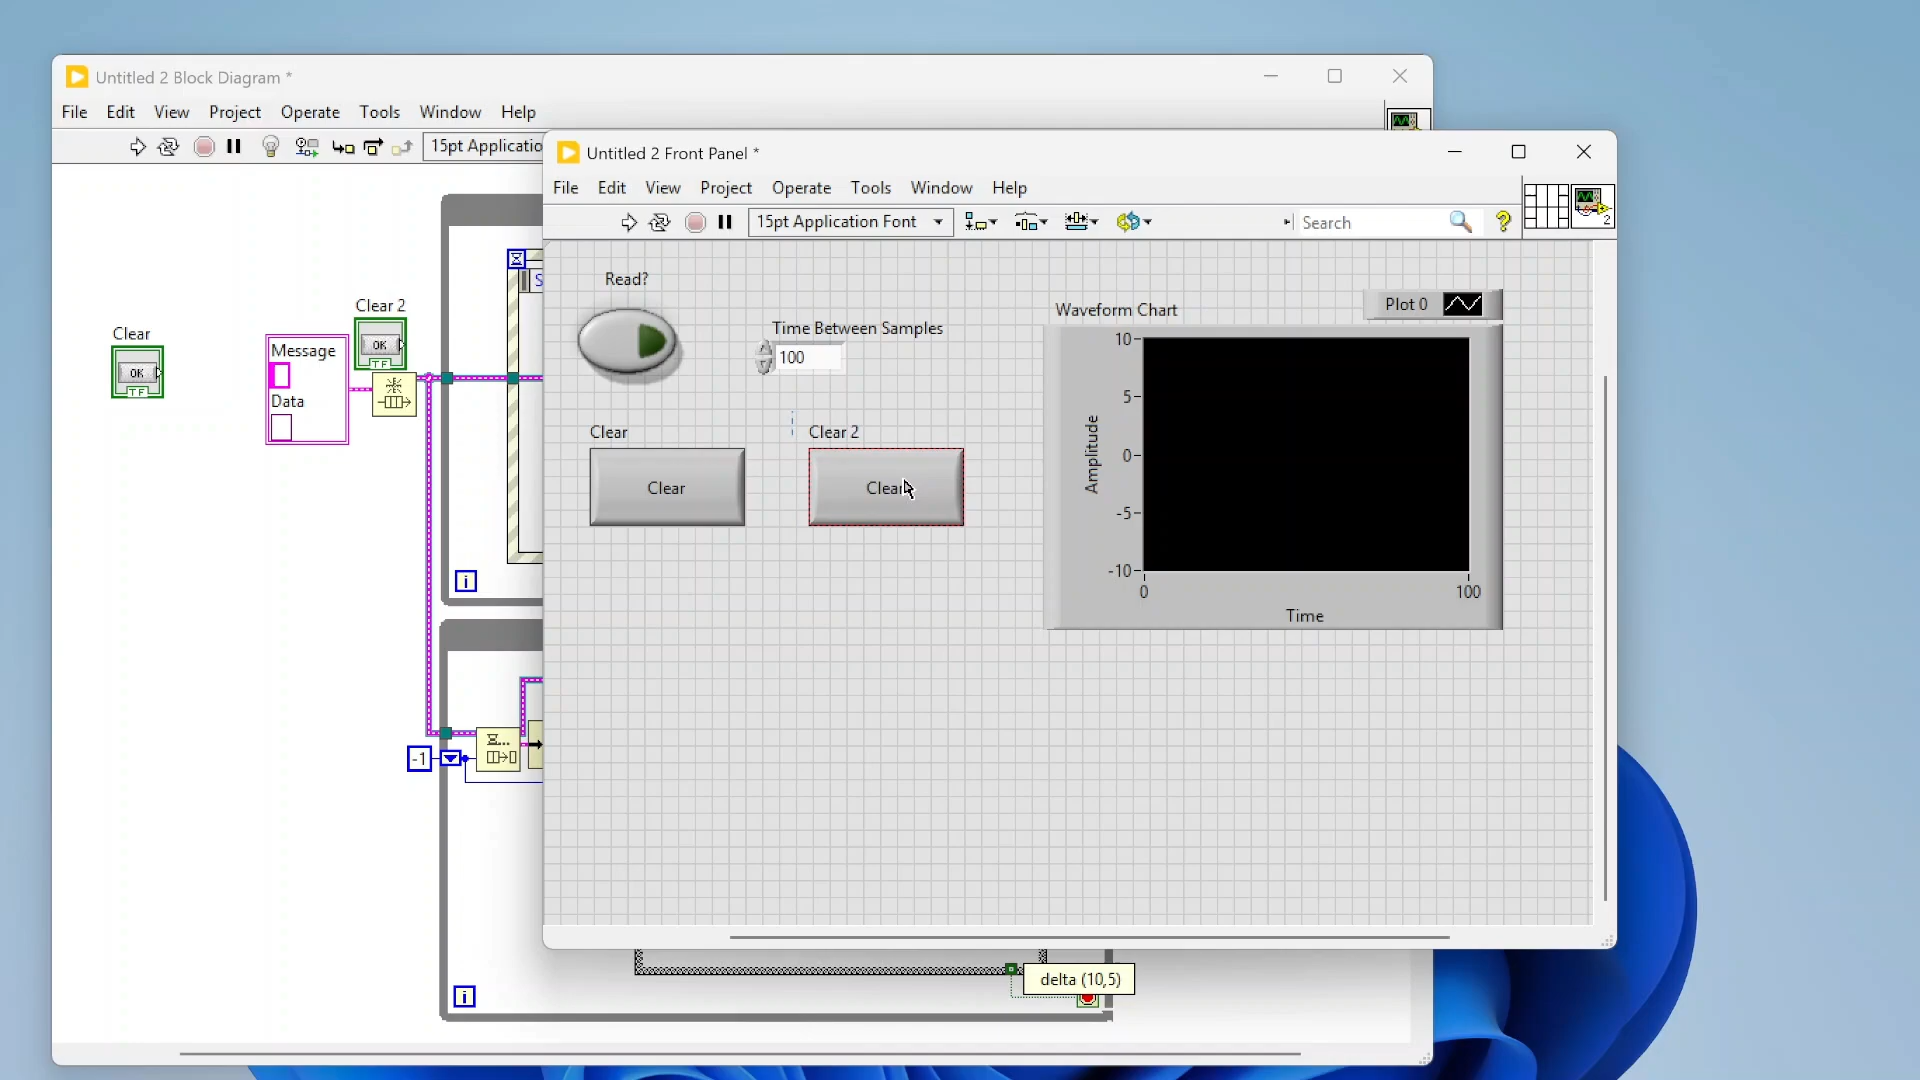 Untitled 2 Block Diagram *
File Edit View Project Operate Tools Window Help
15pt Applicatio
Untitled 2 Front Panel *
File Edit View Project Operate Tools Window Help
15pt Application Font
Search
2
Read?
Time Between Samples
100
Clear
Clear
Clear 2
Clear
Waveform Chart
Plot 0
10
5
0
-5
-10
Amplitude
0
100
Time
Clear
OK
TF
Clear 2
OK
TF
Message
Data
S
i
-1
i
delta (10,5)